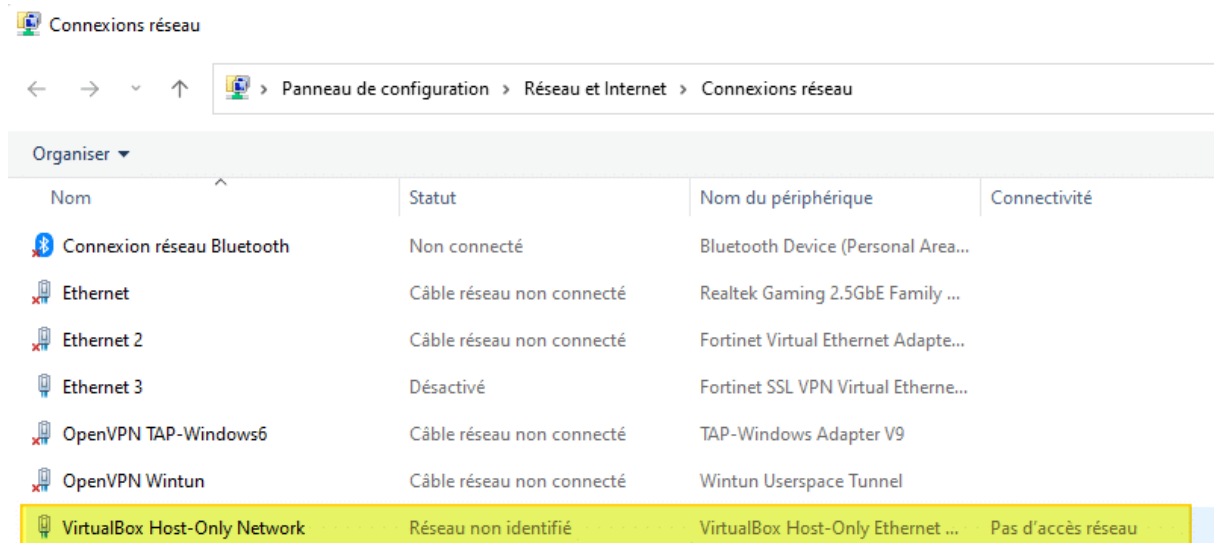 Connexions réseau
Panneau de configuration > Réseau et Internet > Connexions réseau
Organiser
Nom Statut Nom du périphérique Connectivité
Connexion réseau Bluetooth Non connecté Bluetooth Device (Personal Area...
Ethernet Câble réseau non connecté Realtek Gaming 2.5GbE Family ...
Ethernet 2 Câble réseau non connecté Fortinet Virtual Ethernet Adapte...
Ethernet 3 Désactivé Fortinet SSL VPN Virtual Etherne...
OpenVPN TAP-Windows6 Câble réseau non connecté TAP-Windows Adapter V9
OpenVPN Wintun Câble réseau non connecté Wintun Userspace Tunnel
VirtualBox Host-Only Network Réseau non identifié VirtualBox Host-Only Ethernet ... Pas d'accès réseau